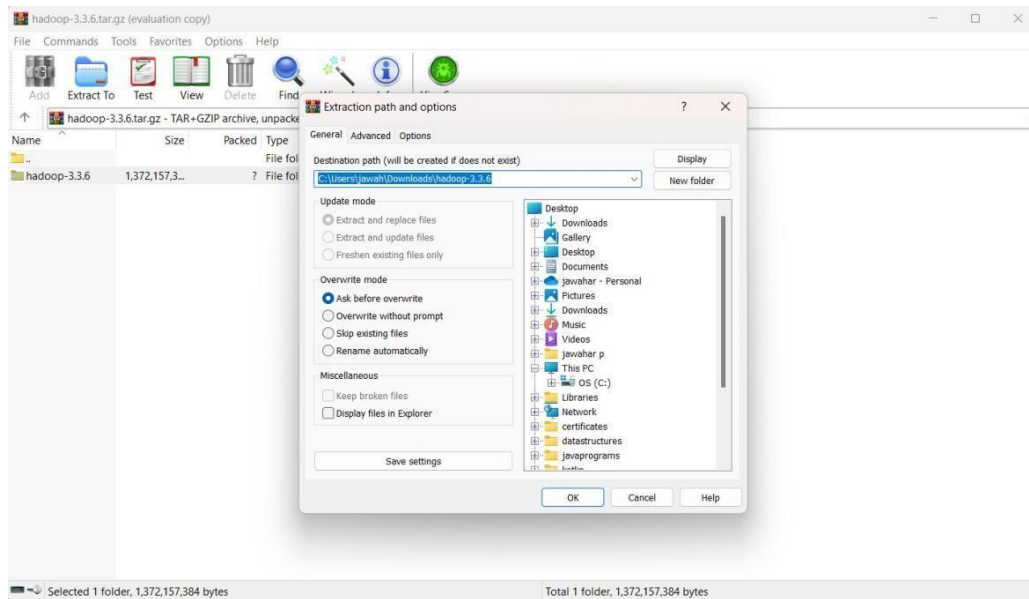 hadoop-3.3.6.tar.gz (evaluation copy)
File Commands Tools Favorites Options Help
Add Extract To Test View Delete Find
hadoop-3.3.6.tar.gz - TAR+GZIP archive, unpacke
Name Size Packed Type
.. File fol
hadoop-3.3.6 1,372,157,3... ? File fol
Extraction path and options ?
General Advanced Options
Destination path (will be created if does not exist)
C:\Users\jawah\Downloads\hadoop-3.3.6
Display
New folder
Update mode
Extract and replace files
Extract and update files
Freshen existing files only
Overwrite mode
Ask before overwrite
Overwrite without prompt
Skip existing files
Rename automatically
Miscellaneous
Keep broken files
Display files in Explorer
Save settings
Desktop
Downloads
Gallery
Desktop
Documents
jawahar - Personal
Pictures
Downloads
Music
Videos
jawahar p
This PC
OS (C:)
Libraries
Network
certificates
datastructures
javaprograms
OK Cancel Help
Selected 1 folder, 1,372,157,384 bytes
Total 1 folder, 1,372,157,384 bytes